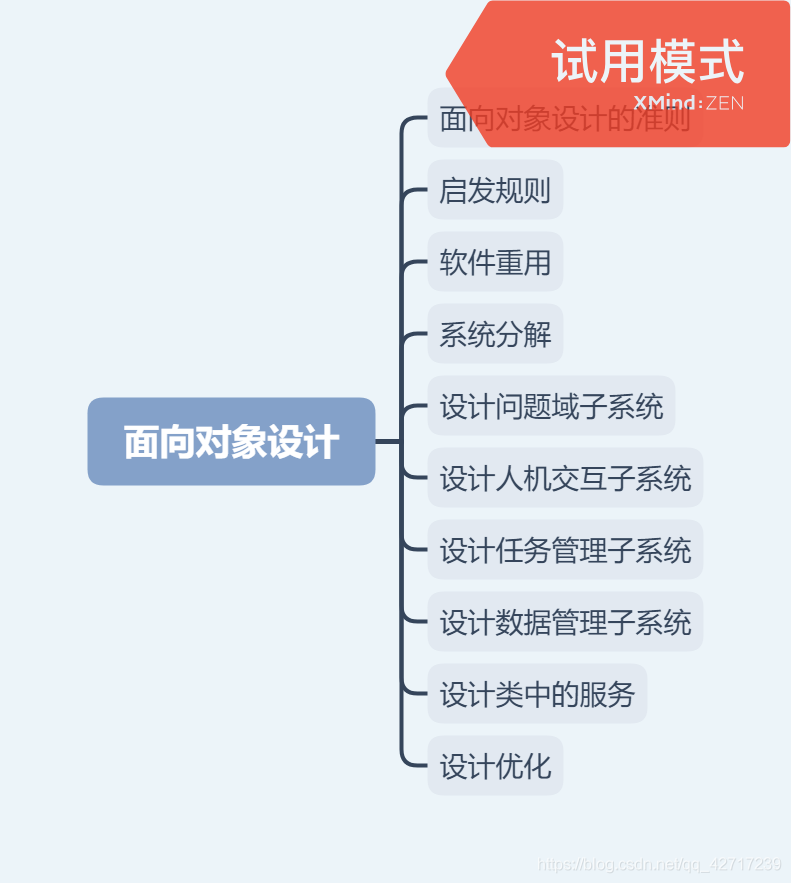 试用模式
XMind:ZEN
面向对象设计的准则
启发规则
软件重用
系统分解
设计问题域子系统
面向对象设计
设计人机交互子系统
设计任务管理子系统
设计数据管理子系统
设计类中的服务
设计优化
https://blog.csdn.net/qq_42717239